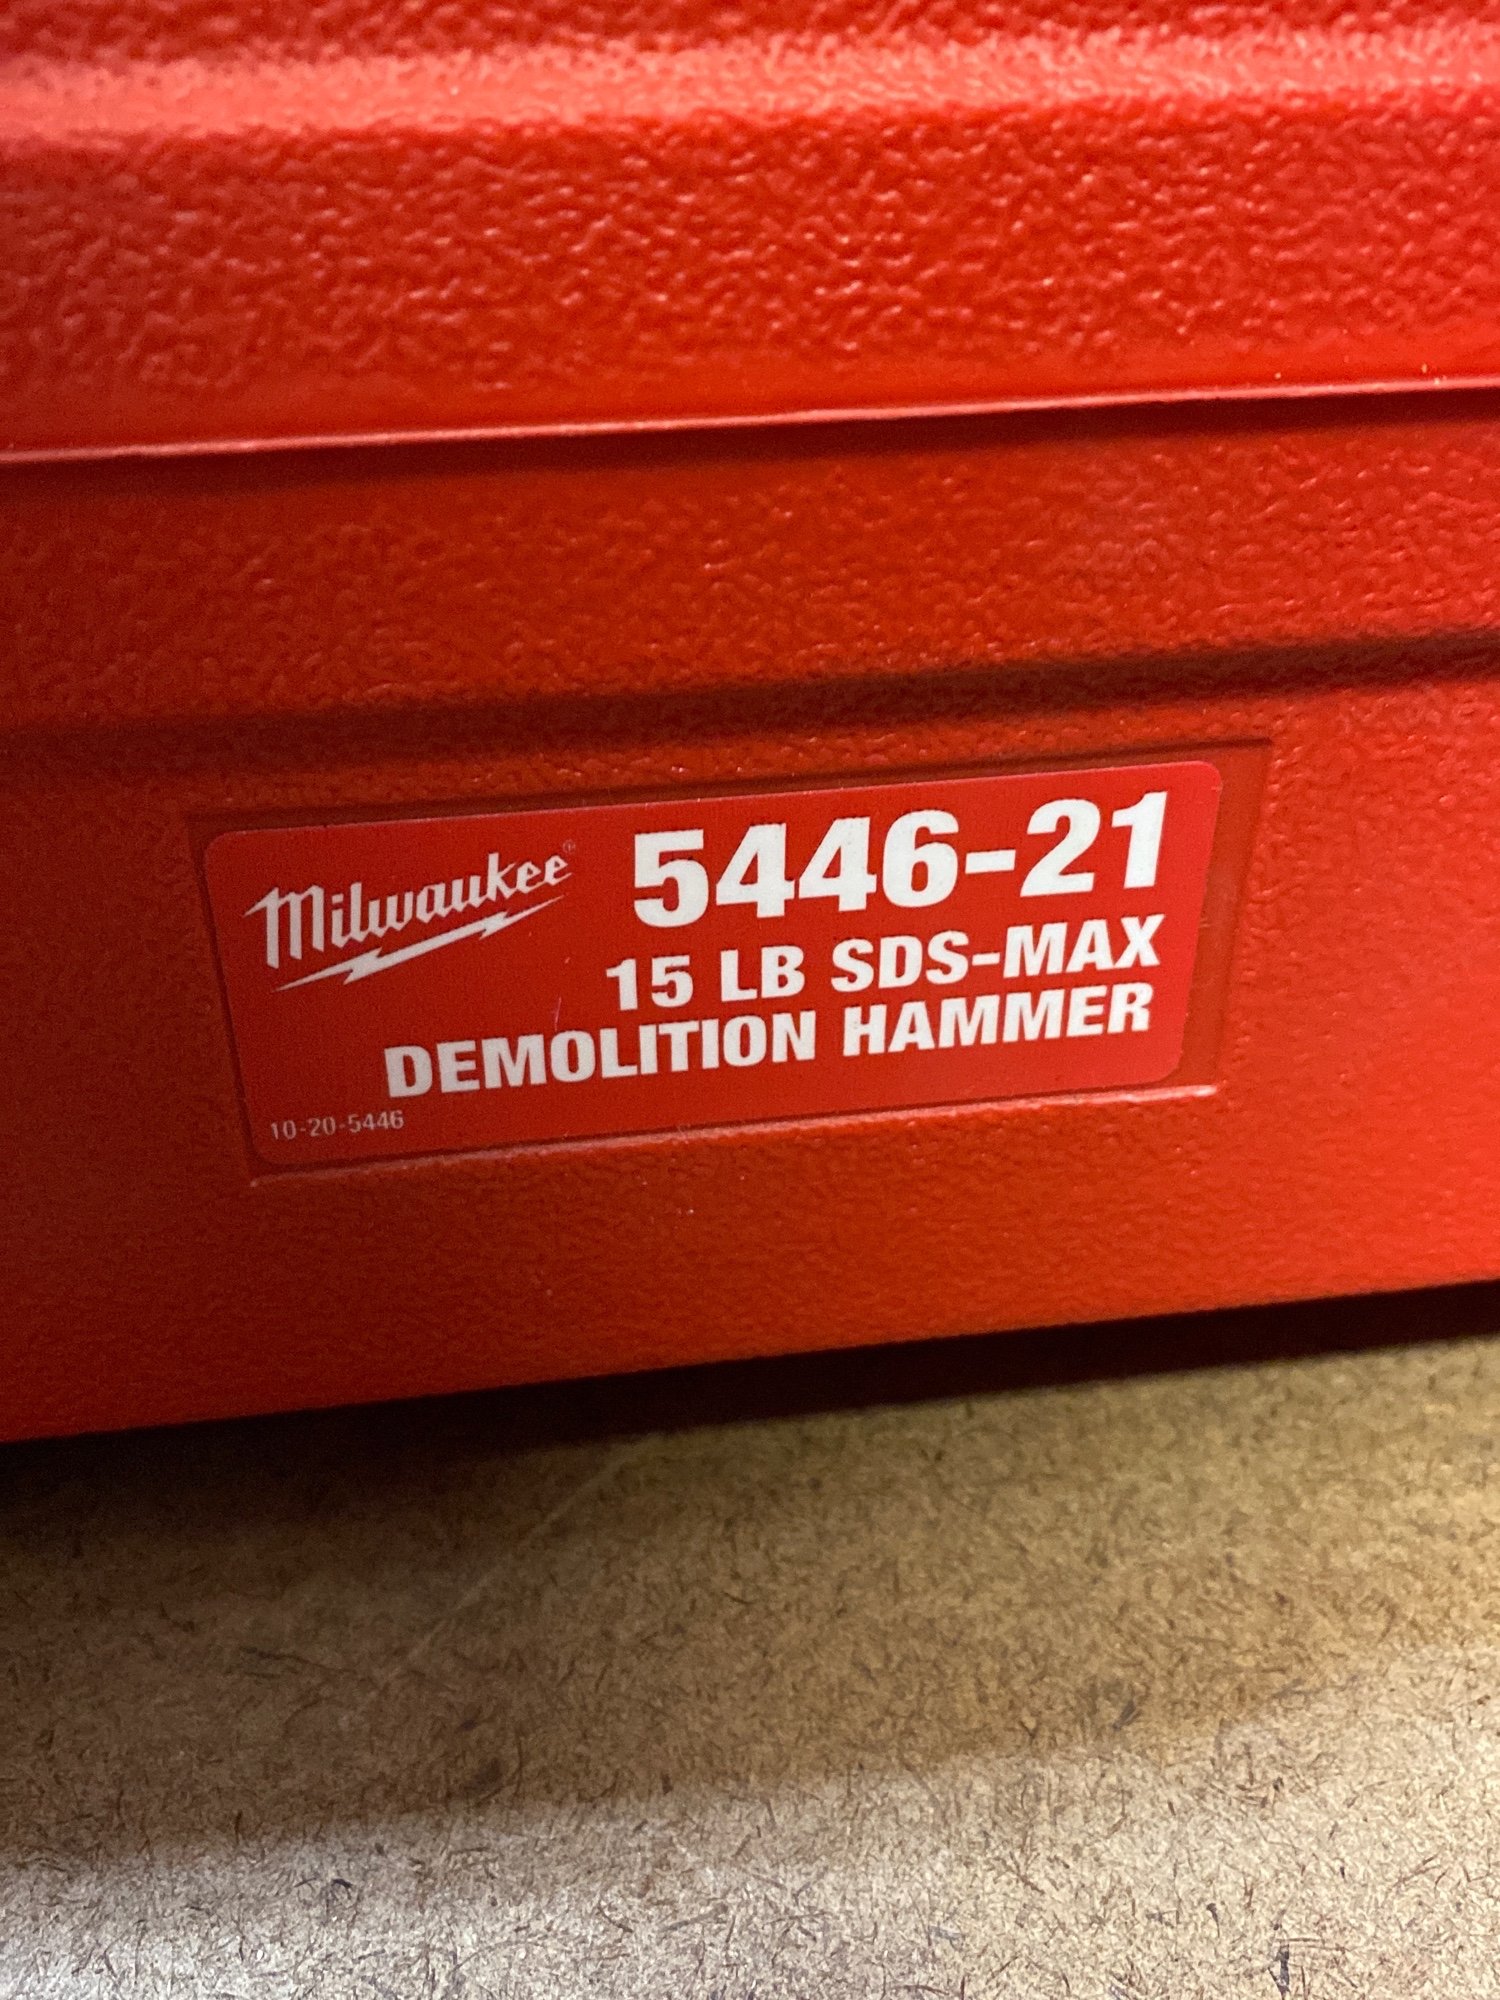 Milwaukee®
5446-21
15 LB SDS-MAX
DEMOLITION HAMMER
10-20-5446